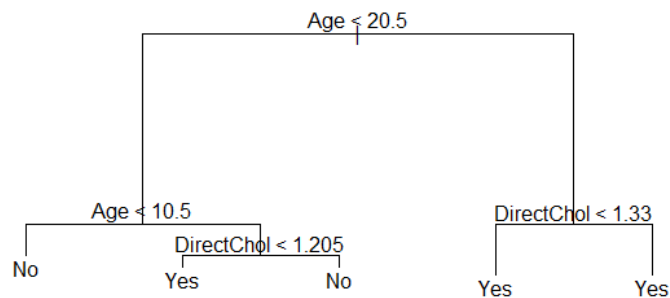 Age < 20.5
Age < 10.5
DirectChol < 1.33
DirectChol < 1.205
No
Yes
No
Yes
Yes